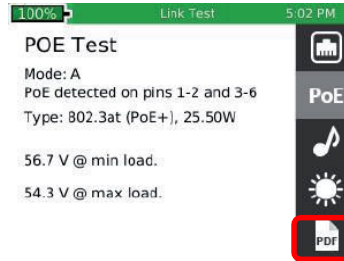 100% Link Test 5:02 PM
POE Test
Mode: A
PoE detected on pins 1-2 and 3-6
PoE
Type: 802.3at (PoE+), 25.50W
56.7 V @ min load.
54.3 V @ max load.
PDF